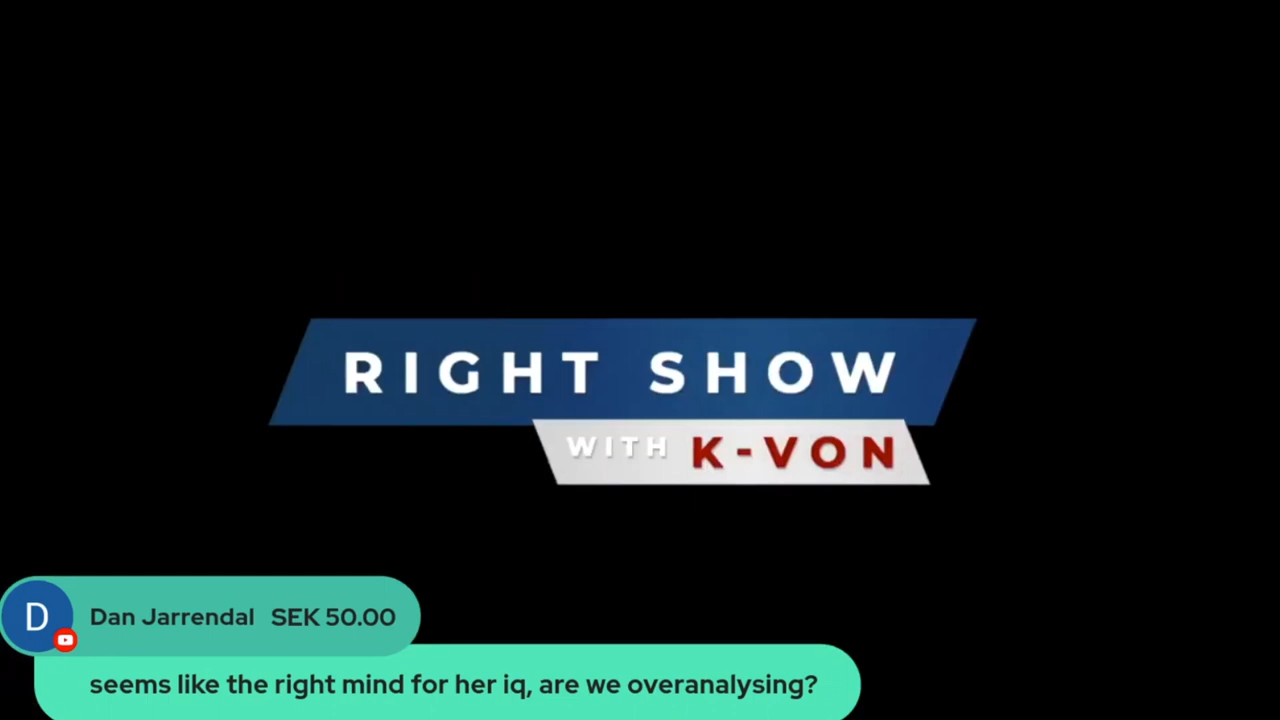 RIGHT SHOW
WITH K-VON
D
Dan Jarrendal SEK 50.00
seems like the right mind for her iq, are we overanalysing?